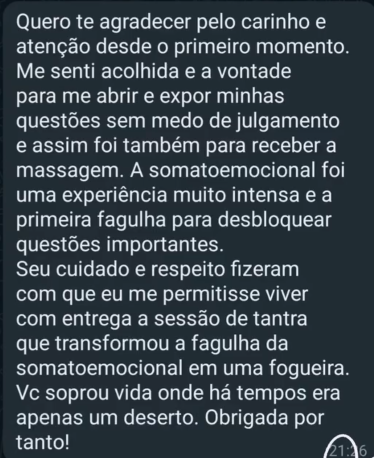 Quero te agradecer pelo carinho e
atenção desde o primeiro momento.
Me senti acolhida e a vontade
para me abrir e expor minhas
questões sem medo de julgamento
e assim foi também para receber a
massagem. A somatoemocional foi
uma experiência muito intensa e a
primeira fagulha para desbloquear
questões importantes.
Seu cuidado e respeito fizeram
com que eu me permitisse viver
com entrega a sessão de tantra
que transformou a fagulha da
somatoemocional em uma fogueira.
Vc soprou vida onde há tempos era
apenas um deserto. Obrigada por
tanto!
21:26